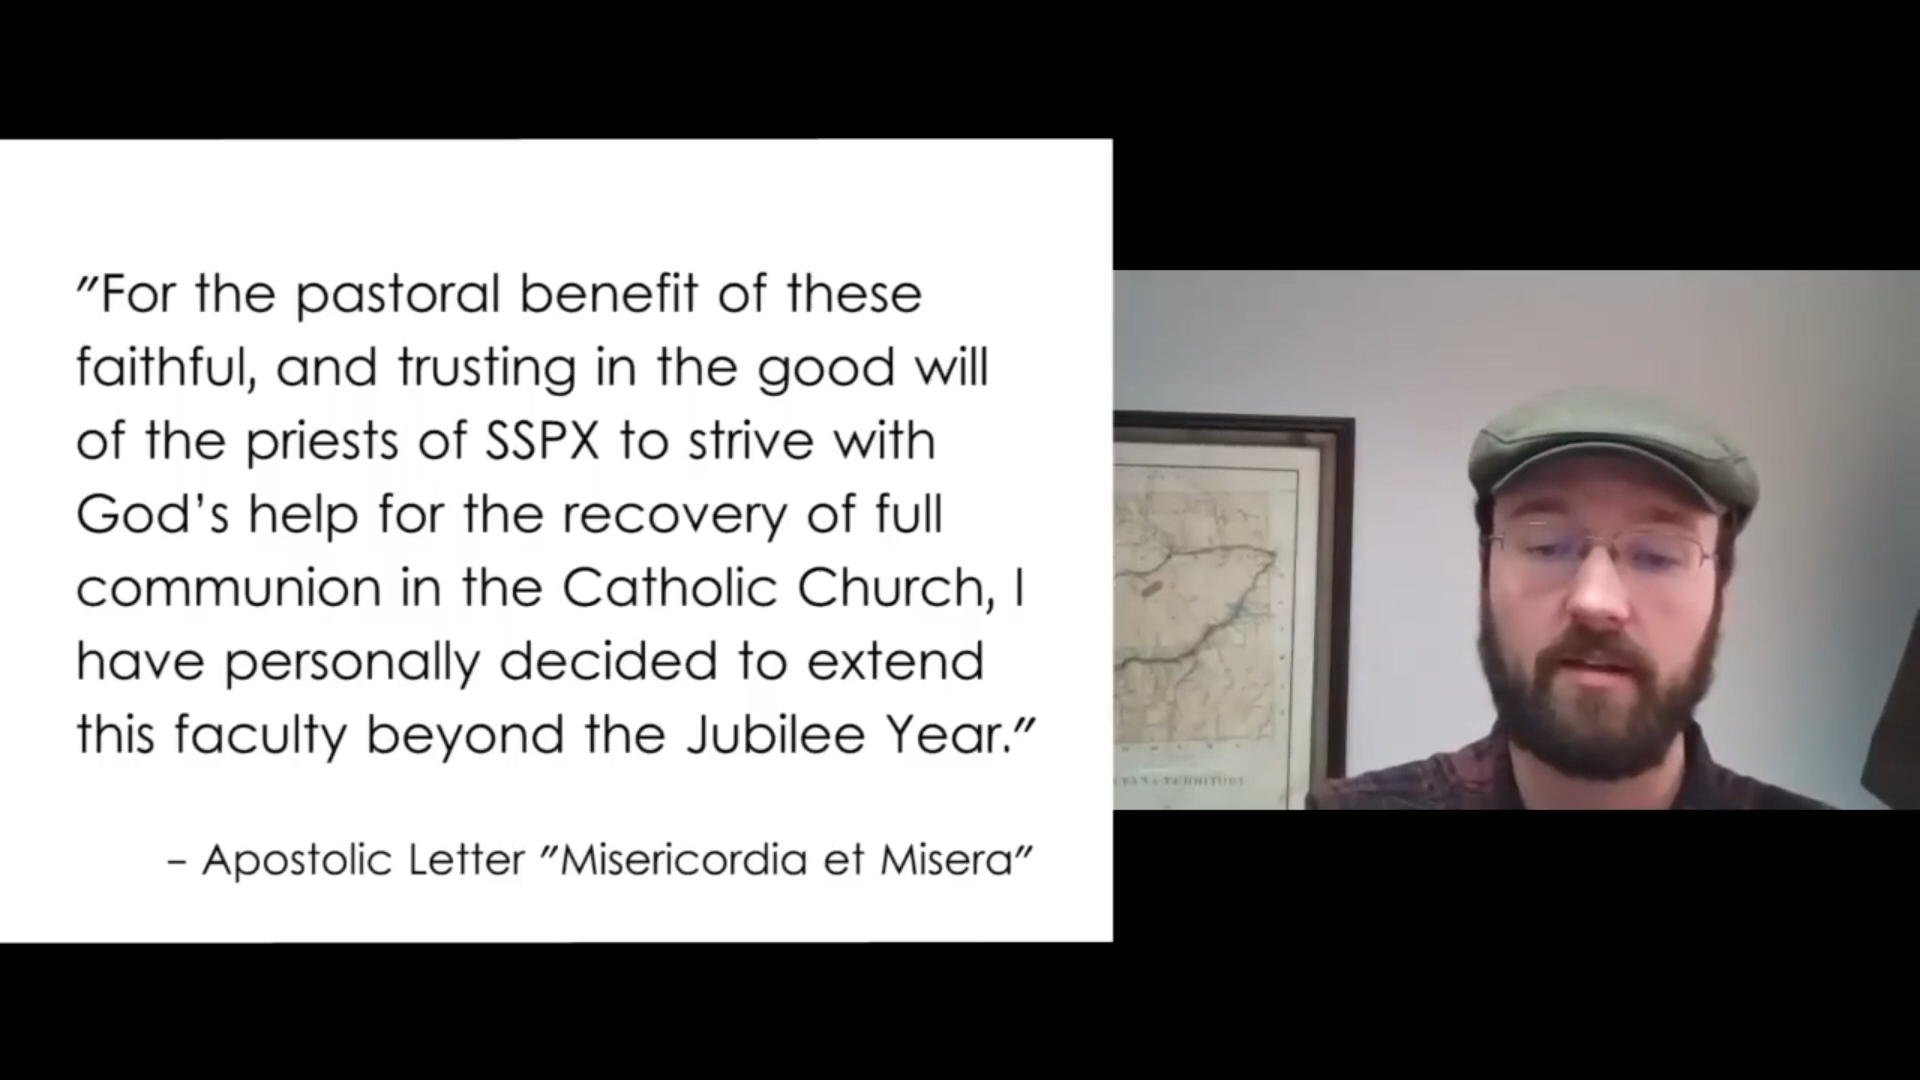 "For the pastoral benefit of these
faithful, and trusting in the good will
of the priests of SSPX to strive with
God’s help for the recovery of full
communion in the Catholic Church, I
have personally decided to extend
this faculty beyond the Jubilee Year."
– Apostolic Letter "Misericordia et Misera"
TERRITORY